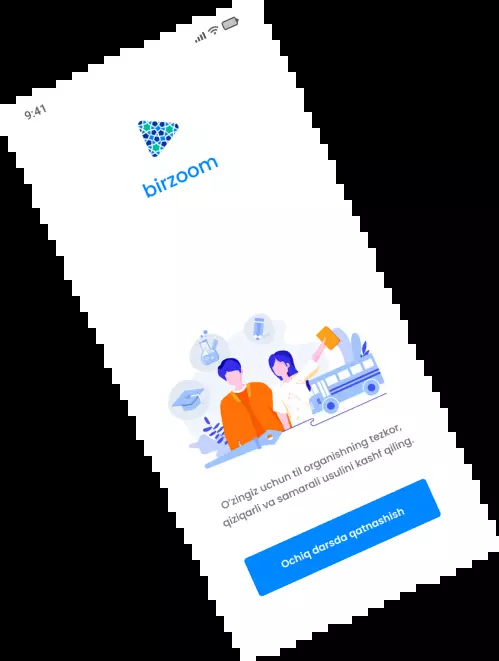 9:41
birzoom
O'zingiz uchun til organishning tezkor,
qiziqarli va samarali usulini kashf qiling.
Ochiq darsda qatnashish